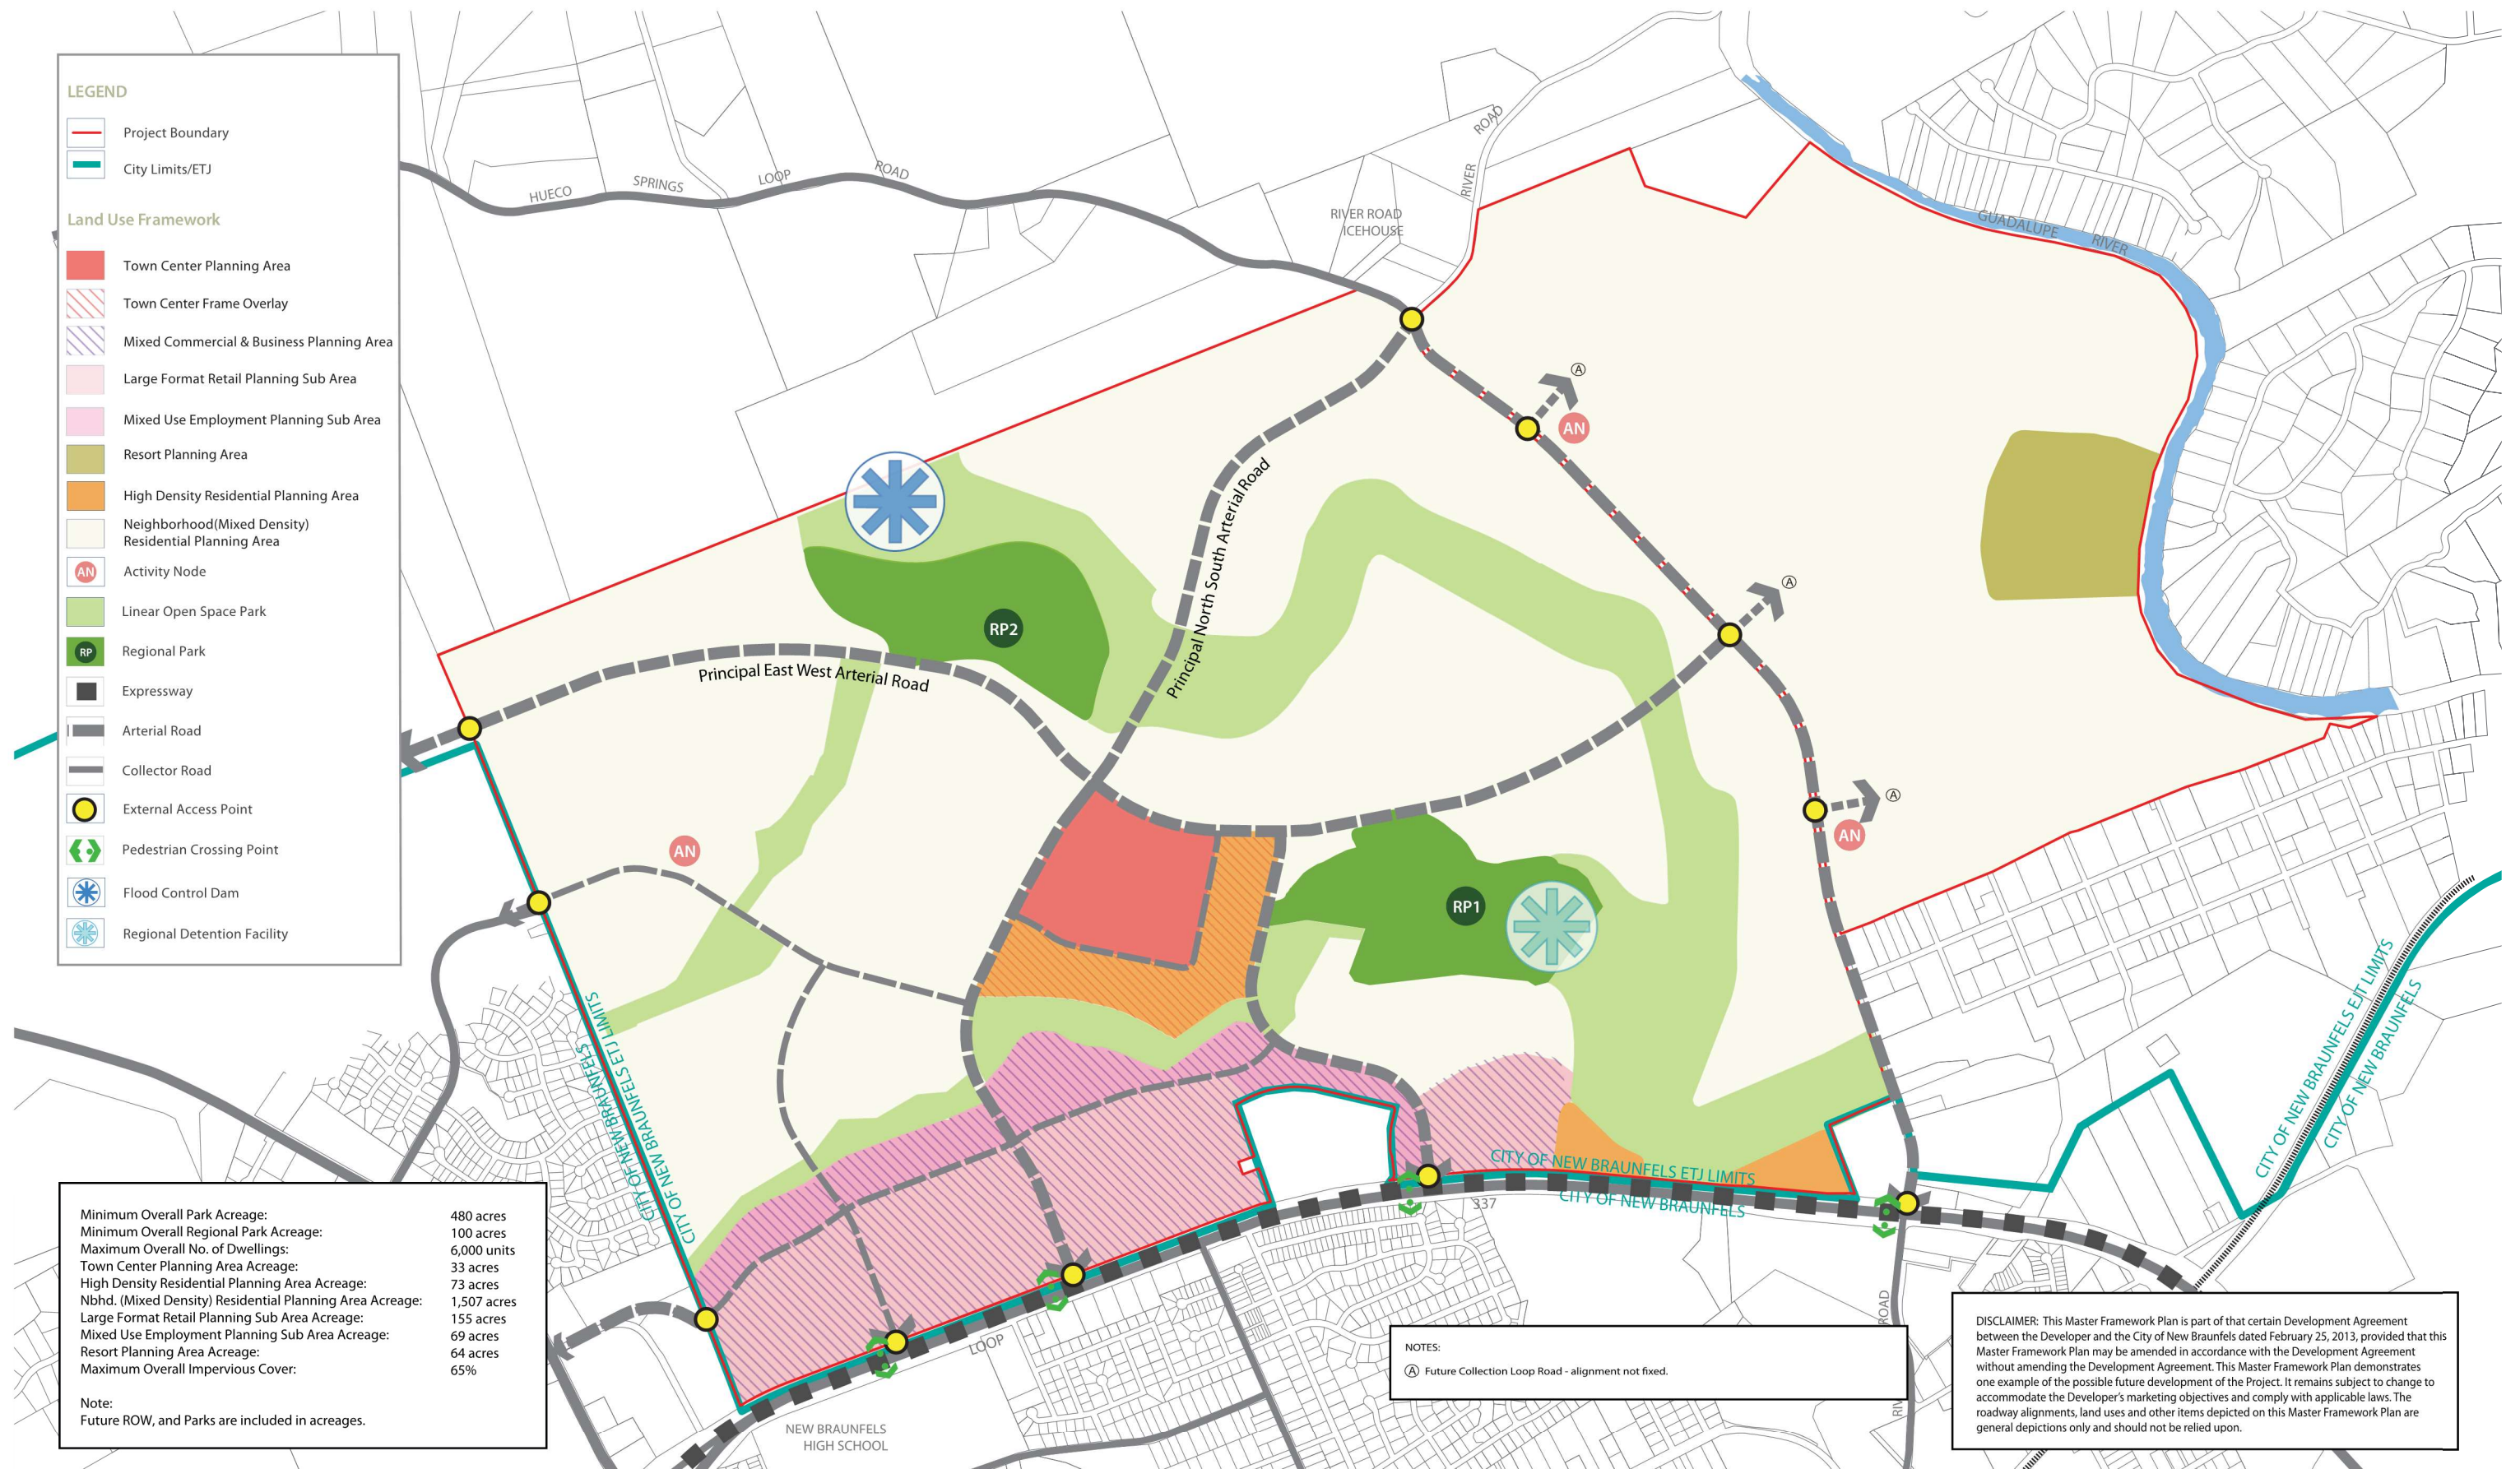 LEGEND
Project Boundary
City Limits/ETJ
Land Use Framework
Town Center Planning Area
Town Center Frame Overlay
Mixed Commercial & Business Planning Area
Large Format Retail Planning Sub Area
Mixed Use Employment Planning Sub Area
Resort Planning Area
High Density Residential Planning Area
Neighborhood(Mixed Density)
Residential Planning Area
AN Activity Node
Linear Open Space Park
RP Regional Park
Expressway
Arterial Road
Collector Road
External Access Point
Pedestrian Crossing Point
Flood Control Dam
Regional Detention Facility
HUECO SPRINGS LOOP ROAD
RIVER ROAD
RIVER ROAD
ICEHOUSE
GUADALUPE RIVER
A
AN
A
A
AN
RP2
Principal North South Arterial Road
Principal East West Arterial Road
AN
RP1
CITY OF NEW BRAUNFELS ETJ LIMITS
CITY OF NEW BRAUNFELS
CITY OF NEW BRAUNFELS ETJ LIMITS
CITY OF NEW BRAUNFELS
CITY OF NEW BRAUNFELS EJT LIMITS
CITY OF NEW BRAUNFELS
337
LOOP
NEW BRAUNFELS
HIGH SCHOOL
ROAD
RIV
Minimum Overall Park Acreage: 480 acres
Minimum Overall Regional Park Acreage: 100 acres
Maximum Overall No. of Dwellings: 6,000 units
Town Center Planning Area Acreage: 33 acres
High Density Residential Planning Area Acreage: 73 acres
Nbhd. (Mixed Density) Residential Planning Area Acreage: 1,507 acres
Large Format Retail Planning Sub Area Acreage: 155 acres
Mixed Use Employment Planning Sub Area Acreage: 69 acres
Resort Planning Area Acreage: 64 acres
Maximum Overall Impervious Cover: 65%
Note:
Future ROW, and Parks are included in acreages.
NOTES:
A Future Collection Loop Road - alignment not fixed.
DISCLAIMER: This Master Framework Plan is part of that certain Development Agreement
between the Developer and the City of New Braunfels dated February 25, 2013, provided that this
Master Framework Plan may be amended in accordance with the Development Agreement
without amending the Development Agreement. This Master Framework Plan demonstrates
one example of the possible future development of the Project. It remains subject to change to
accommodate the Developer's marketing objectives and comply with applicable laws. The
roadway alignments, land uses and other items depicted on this Master Framework Plan are
general depictions only and should not be relied upon.